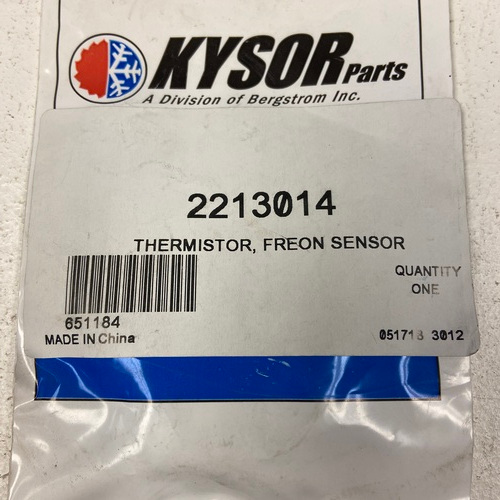 KYSOR Parts
A Division of Bergstrom Inc.
2213014
THERMISTOR, FREON SENSOR
QUANTITY
ONE
651184
MADE IN China
051718 3012